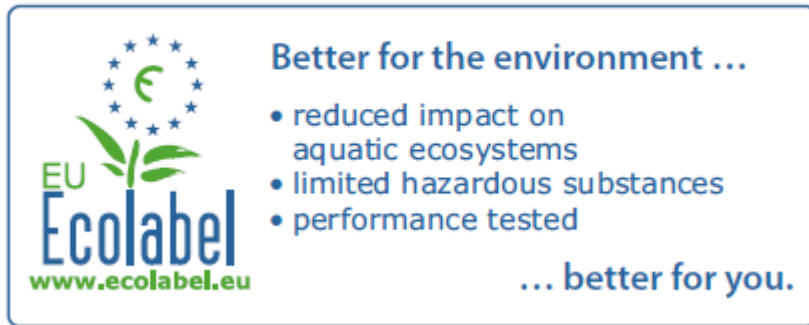 EU
Ecolabel
www.ecolabel.eu
Better for the environment …
• reduced impact on
aquatic ecosystems
• limited hazardous substances
• performance tested
… better for you.